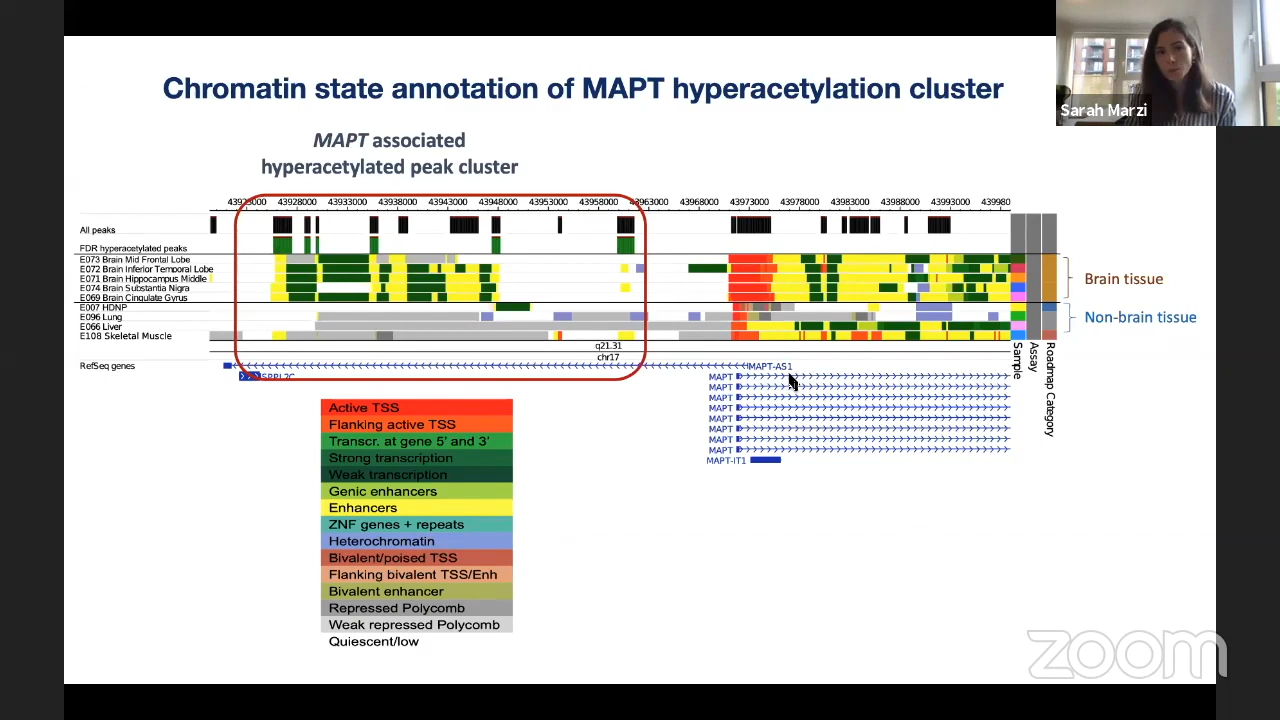 Sarah Marzi
Chromatin state annotation of MAPT hyperacetylation cluster
MAPT associated
hyperacetylated peak cluster
43923000 43928000 43933000 43938000 43943000 43948000 43953000 43958000 43963000 43968000 43973000 43978000 43983000 43988000 43993000 439980
All peaks
FDR hyperacetylated peaks
E073 Brain Mid Frontal Lobe
E072 Brain Inferior Temporal Lobe
E071 Brain Hippocampus Middle
E074 Brain Substantia Nigra
E069 Brain Cingulate Gyrus
E007 HDNP
E096 Lung
E066 Liver
E108 Skeletal Muscle
Brain tissue
Non-brain tissue
Sample
Assay
Roadmap Category
q21.31
chr17
RefSeq genes
MAPT-AS1
SPPL2C
MAPT
MAPT
MAPT
MAPT
MAPT
MAPT
MAPT
MAPT
MAPT-IT1
Active TSS
Flanking active TSS
Transcr. at gene 5' and 3'
Strong transcription
Weak transcription
Genic enhancers
Enhancers
ZNF genes + repeats
Heterochromatin
Bivalent/poised TSS
Flanking bivalent TSS/Enh
Bivalent enhancer
Repressed Polycomb
Weak repressed Polycomb
Quiescent/low
zoom